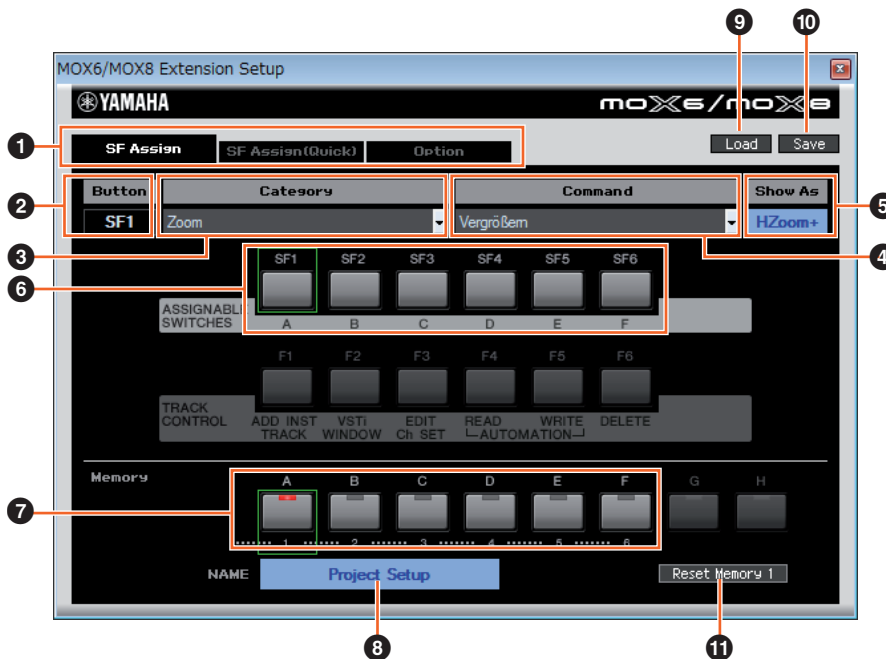 9 10
MOX6/MOX8 Extension Setup
YAMAHA
MOX6/MOX8
1
SF Assign SF Assign(Quick) Option
Load Save
2
Button Category Command Show As
5
SF1 Zoom Vergrößern HZoom+
3
4
6
SF1 SF2 SF3 SF4 SF5 SF6
ASSIGNABLE
SWITCHES
A B C D E F
F1 F2 F3 F4 F5 F6
TRACK
CONTROL
ADD INST TRACK
VSTi WINDOW
EDIT Ch SET
READ WRITE
AUTOMATION
DELETE
Memory
A B C D E F G H
7
1 2 3 4 5 6
NAME Project Setup Reset Memory 1
8 11